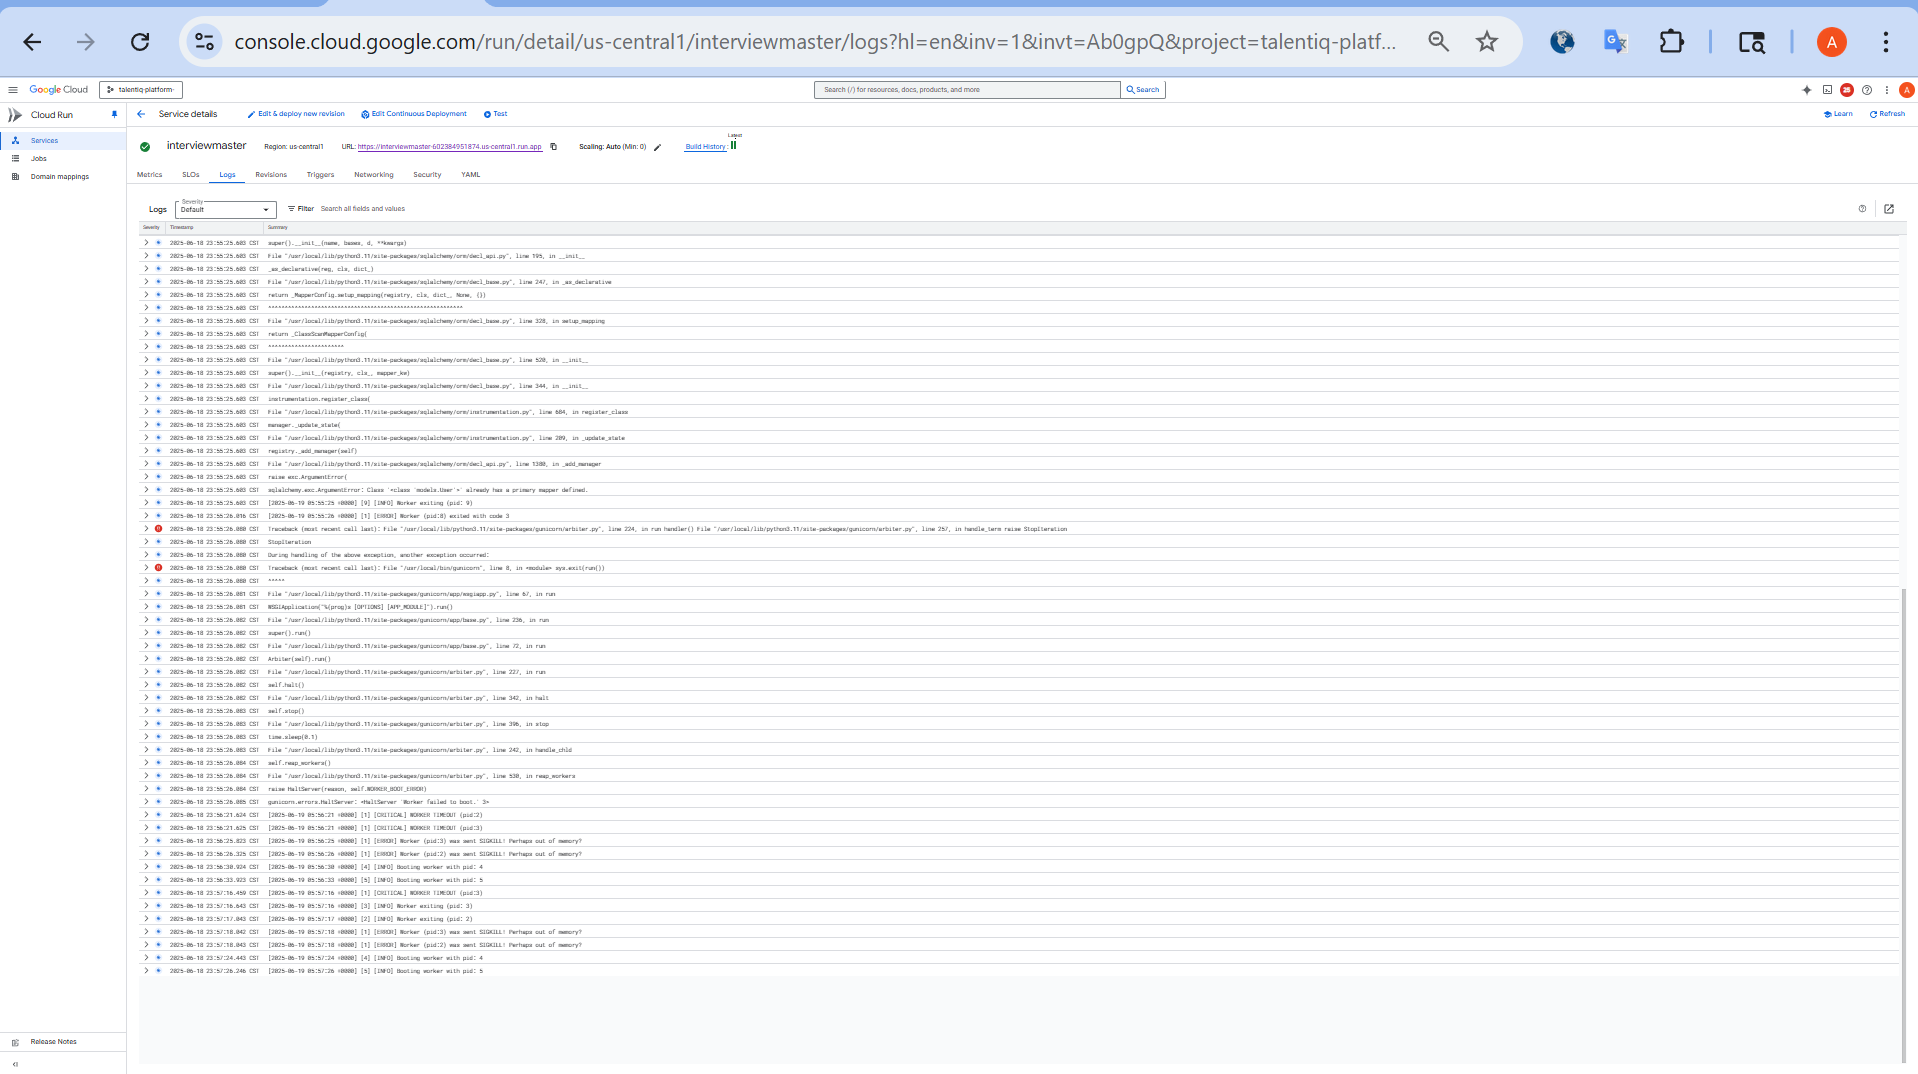 console.cloud.google.com/run/detail/us-central1/interviewmaster/logs?hl=en&inv=1&invt=Ab0gpQ&project=talentiq-platf...
A
Google Cloud
talentiq-platform-
Search (/) for resources, docs, products, and more
Search
25
A
Cloud Run
Service details
Edit & deploy new revision
Edit Continuous Deployment
Test
Learn
Refresh
Services
Jobs
Domain mappings
Latest
interviewmaster
Region: us-central1
URL: https://interviewmaster-602384951874.us-central1.run.app
Scaling: Auto (Min: 0)
Build History:
Metrics
SLOs
Logs
Revisions
Triggers
Networking
Security
YAML
Logs
Severity
Default
Filter
Search all fields and values
Severity Timestamp Summary
2025-06-18 23:55:25.603 CST super().__init__(name, bases, d, **kwargs)
2025-06-18 23:55:25.603 CST File "/usr/local/lib/python3.11/site-packages/sqlalchemy/orm/decl_api.py", line 195, in __init__
2025-06-18 23:55:25.603 CST _as_declarative(reg, cls, dict_)
2025-06-18 23:55:25.603 CST File "/usr/local/lib/python3.11/site-packages/sqlalchemy/orm/decl_base.py", line 247, in _as_declarative
2025-06-18 23:55:25.603 CST return _MapperConfig.setup_mapping(registry, cls, dict_, None, {})
2025-06-18 23:55:25.603 CST ^^^^^^^^^^^^^^^^^^^^^^^^^^^^^^^^^^^^^^^^^^^^^^^^^^^^^^^^^^^
2025-06-18 23:55:25.603 CST File "/usr/local/lib/python3.11/site-packages/sqlalchemy/orm/decl_base.py", line 328, in setup_mapping
2025-06-18 23:55:25.603 CST return _ClassScanMapperConfig(
2025-06-18 23:55:25.603 CST ^^^^^^^^^^^^^^^^^^^^^^^
2025-06-18 23:55:25.603 CST File "/usr/local/lib/python3.11/site-packages/sqlalchemy/orm/decl_base.py", line 520, in __init__
2025-06-18 23:55:25.603 CST super().__init__(registry, cls_, mapper_kw)
2025-06-18 23:55:25.603 CST File "/usr/local/lib/python3.11/site-packages/sqlalchemy/orm/decl_base.py", line 344, in __init__
2025-06-18 23:55:25.603 CST instrumentation.register_class(
2025-06-18 23:55:25.603 CST File "/usr/local/lib/python3.11/site-packages/sqlalchemy/orm/instrumentation.py", line 684, in register_class
2025-06-18 23:55:25.603 CST manager._update_state(
2025-06-18 23:55:25.603 CST File "/usr/local/lib/python3.11/site-packages/sqlalchemy/orm/instrumentation.py", line 209, in _update_state
2025-06-18 23:55:25.603 CST registry._add_manager(self)
2025-06-18 23:55:25.603 CST File "/usr/local/lib/python3.11/site-packages/sqlalchemy/orm/decl_api.py", line 1380, in _add_manager
2025-06-18 23:55:25.603 CST raise exc.ArgumentError(
2025-06-18 23:55:25.603 CST sqlalchemy.exc.ArgumentError: Class '<class 'models.User'>' already has a primary mapper defined.
2025-06-18 23:55:25.603 CST [2025-06-19 05:55:25 +0000] [9] [INFO] Worker exiting (pid: 9)
2025-06-18 23:55:26.016 CST [2025-06-19 05:55:26 +0000] [1] [ERROR] Worker (pid:8) exited with code 3
2025-06-18 23:55:26.080 CST Traceback (most recent call last): File "/usr/local/lib/python3.11/site-packages/gunicorn/arbiter.py", line 224, in run handler() File "/usr/local/lib/python3.11/site-packages/gunicorn/arbiter.py", line 257, in handle_term raise StopIteration
2025-06-18 23:55:26.080 CST StopIteration
2025-06-18 23:55:26.080 CST During handling of the above exception, another exception occurred:
2025-06-18 23:55:26.080 CST Traceback (most recent call last): File "/usr/local/bin/gunicorn", line 8, in <module> sys.exit(run())
2025-06-18 23:55:26.080 CST ^^^^^
2025-06-18 23:55:26.081 CST File "/usr/local/lib/python3.11/site-packages/gunicorn/app/wsgiapp.py", line 67, in run
2025-06-18 23:55:26.081 CST WSGIApplication("%(prog)s [OPTIONS] [APP_MODULE]").run()
2025-06-18 23:55:26.082 CST File "/usr/local/lib/python3.11/site-packages/gunicorn/app/base.py", line 236, in run
2025-06-18 23:55:26.082 CST super().run()
2025-06-18 23:55:26.082 CST File "/usr/local/lib/python3.11/site-packages/gunicorn/app/base.py", line 72, in run
2025-06-18 23:55:26.082 CST Arbiter(self).run()
2025-06-18 23:55:26.082 CST File "/usr/local/lib/python3.11/site-packages/gunicorn/arbiter.py", line 227, in run
2025-06-18 23:55:26.082 CST self.halt()
2025-06-18 23:55:26.082 CST File "/usr/local/lib/python3.11/site-packages/gunicorn/arbiter.py", line 342, in halt
2025-06-18 23:55:26.083 CST self.stop()
2025-06-18 23:55:26.083 CST File "/usr/local/lib/python3.11/site-packages/gunicorn/arbiter.py", line 396, in stop
2025-06-18 23:55:26.083 CST time.sleep(0.1)
2025-06-18 23:55:26.083 CST File "/usr/local/lib/python3.11/site-packages/gunicorn/arbiter.py", line 242, in handle_chld
2025-06-18 23:55:26.084 CST self.reap_workers()
2025-06-18 23:55:26.084 CST File "/usr/local/lib/python3.11/site-packages/gunicorn/arbiter.py", line 530, in reap_workers
2025-06-18 23:55:26.084 CST raise HaltServer(reason, self.WORKER_BOOT_ERROR)
2025-06-18 23:55:26.085 CST gunicorn.errors.HaltServer: <HaltServer 'Worker failed to boot.' 3>
2025-06-18 23:56:21.624 CST [2025-06-19 05:56:21 +0000] [1] [CRITICAL] WORKER TIMEOUT (pid:2)
2025-06-18 23:56:21.625 CST [2025-06-19 05:56:21 +0000] [1] [CRITICAL] WORKER TIMEOUT (pid:3)
2025-06-18 23:56:25.823 CST [2025-06-19 05:56:25 +0000] [1] [ERROR] Worker (pid:3) was sent SIGKILL! Perhaps out of memory?
2025-06-18 23:56:26.325 CST [2025-06-19 05:56:26 +0000] [1] [ERROR] Worker (pid:2) was sent SIGKILL! Perhaps out of memory?
2025-06-18 23:56:30.924 CST [2025-06-19 05:56:30 +0000] [4] [INFO] Booting worker with pid: 4
2025-06-18 23:56:33.923 CST [2025-06-19 05:56:33 +0000] [5] [INFO] Booting worker with pid: 5
2025-06-18 23:57:16.459 CST [2025-06-19 05:57:16 +0000] [1] [CRITICAL] WORKER TIMEOUT (pid:3)
2025-06-18 23:57:16.643 CST [2025-06-19 05:57:16 +0000] [3] [INFO] Worker exiting (pid: 3)
2025-06-18 23:57:17.043 CST [2025-06-19 05:57:17 +0000] [2] [INFO] Worker exiting (pid: 2)
2025-06-18 23:57:18.042 CST [2025-06-19 05:57:18 +0000] [1] [ERROR] Worker (pid:3) was sent SIGKILL! Perhaps out of memory?
2025-06-18 23:57:18.043 CST [2025-06-19 05:57:18 +0000] [1] [ERROR] Worker (pid:2) was sent SIGKILL! Perhaps out of memory?
2025-06-18 23:57:24.443 CST [2025-06-19 05:57:24 +0000] [4] [INFO] Booting worker with pid: 4
2025-06-18 23:57:26.246 CST [2025-06-19 05:57:26 +0000] [5] [INFO] Booting worker with pid: 5
Release Notes